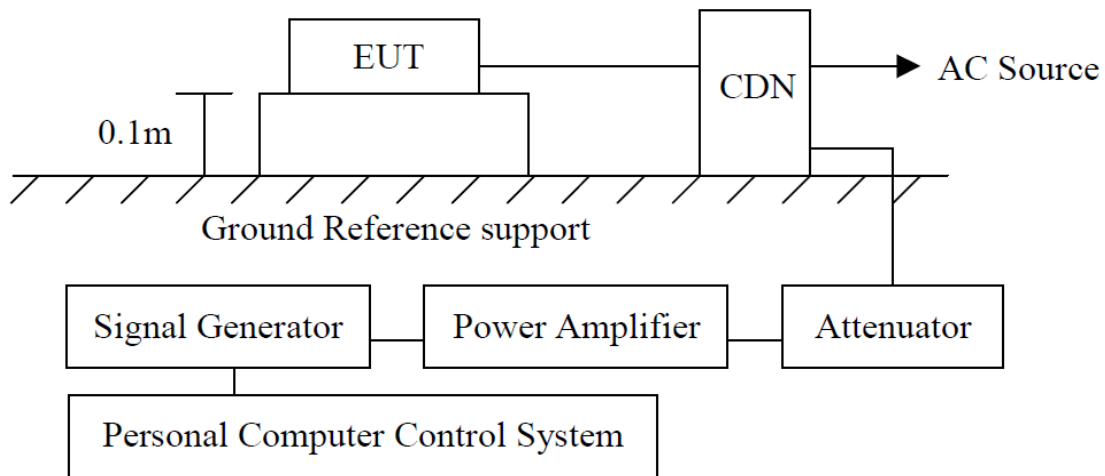 EUT
CDN
AC Source
0.1m
Ground Reference support
Signal Generator
Power Amplifier
Attenuator
Personal Computer Control System